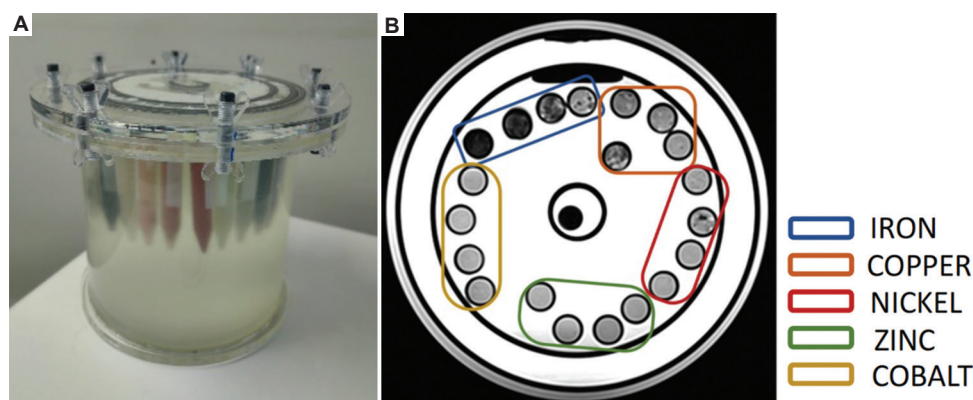 A
B
IRON
COPPER
NICKEL
ZINC
COBALT